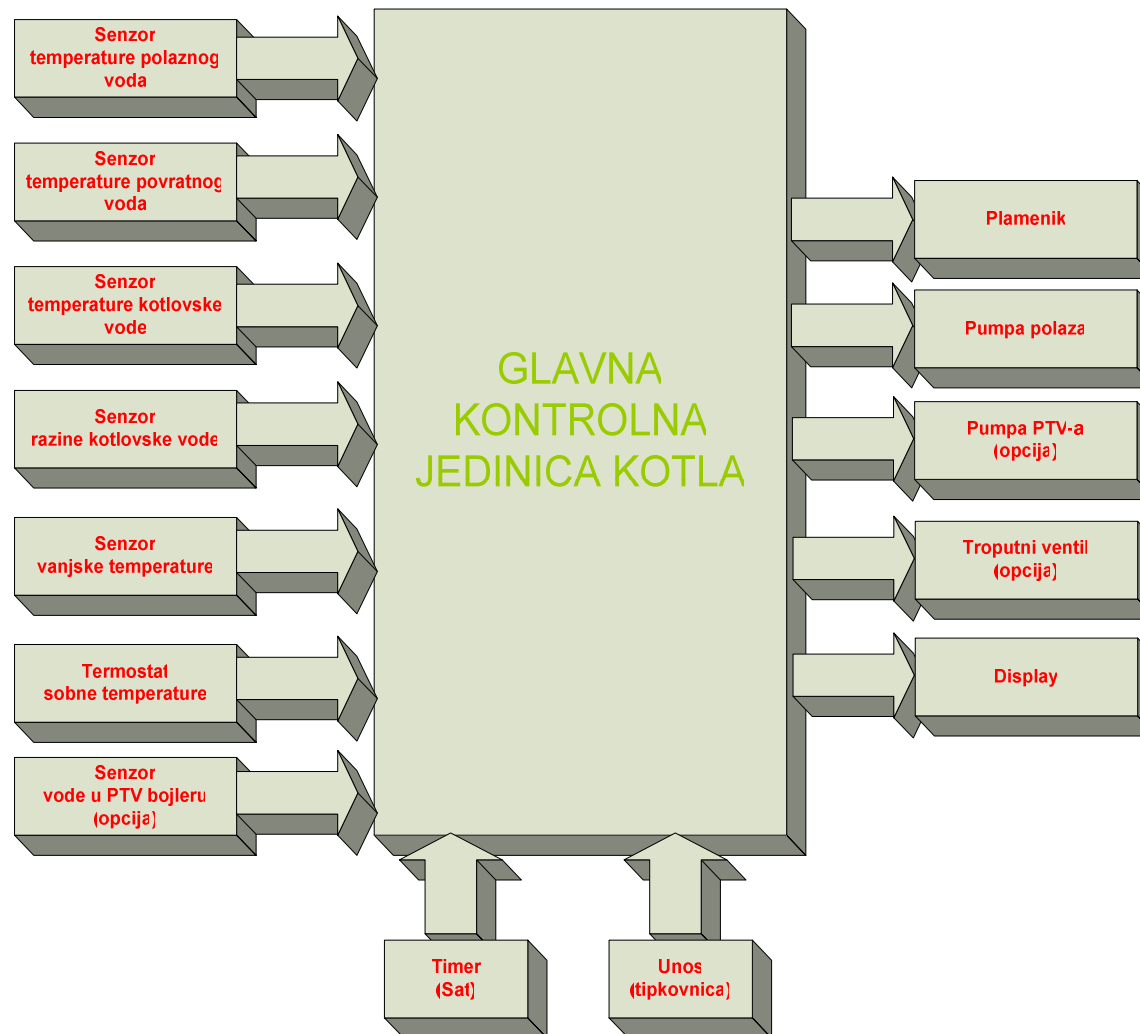 Senzor
temperature polaznog
voda
Senzor
temperature povratnog
voda
Senzor
temperature kotlovske
vode
Senzor
razine kotlovske vode
Senzor
vanjske temperature
Termostat
sobne temperature
Senzor
vode u PTV bojleru
(opcija)
GLAVNA
KONTROLNA
JEDINICA KOTLA
Plamenik
Pumpa polaza
Pumpa PTV-a
(opcija)
Troputni ventil
(opcija)
Display
Timer
(Sat)
Unos
(tipkovnica)